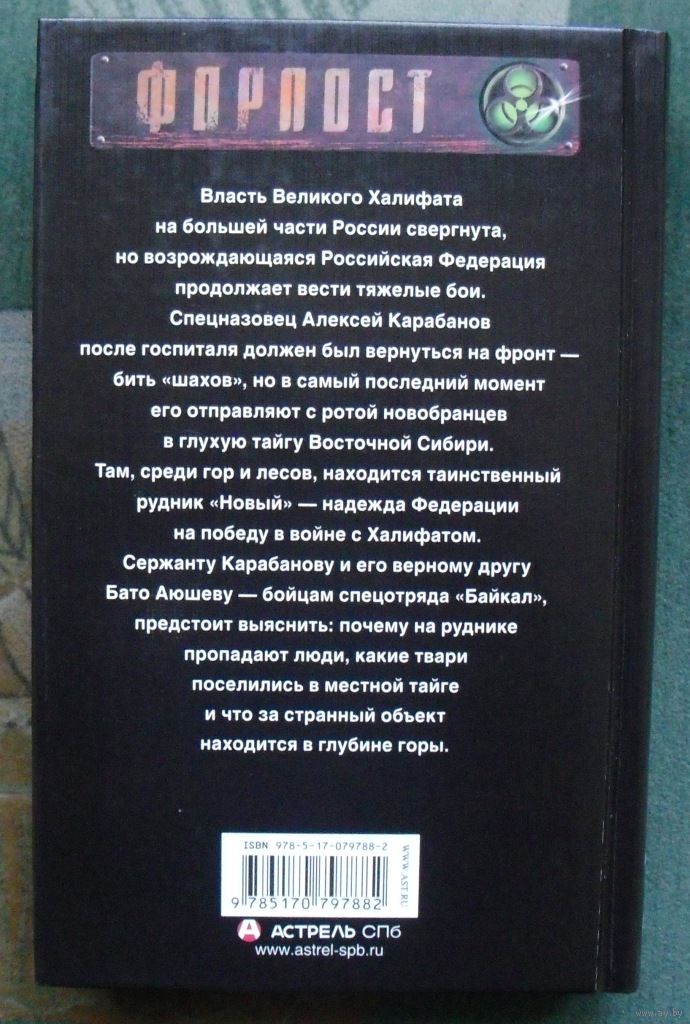 ФОРПОСТ
Власть Великого Халифата
на большей части России свергнута,
но возрождающаяся Российская Федерация
продолжает вести тяжелые бои.
Спецназовец Алексей Карабанов
после госпиталя должен был вернуться на фронт —
бить «шахов», но в самый последний момент
его отправляют с ротой новобранцев
в глухую тайгу Восточной Сибири.
Там, среди гор и лесов, находится таинственный
рудник «Новый» — надежда Федерации
на победу в войне с Халифатом.
Сержанту Карабанову и его верному другу
Бато Аюшеву — бойцам спецотряда «Байкал»,
предстоит выяснить: почему на руднике
пропадают люди, какие твари
поселились в местной тайге
и что за странный объект
находится в глубине горы.
ISBN 978-5-17-079788-2
9 785170 797882
WWW.AST.RU
А АСТРЕЛЬ СПб
www.astrel-spb.ru
www.ay.by